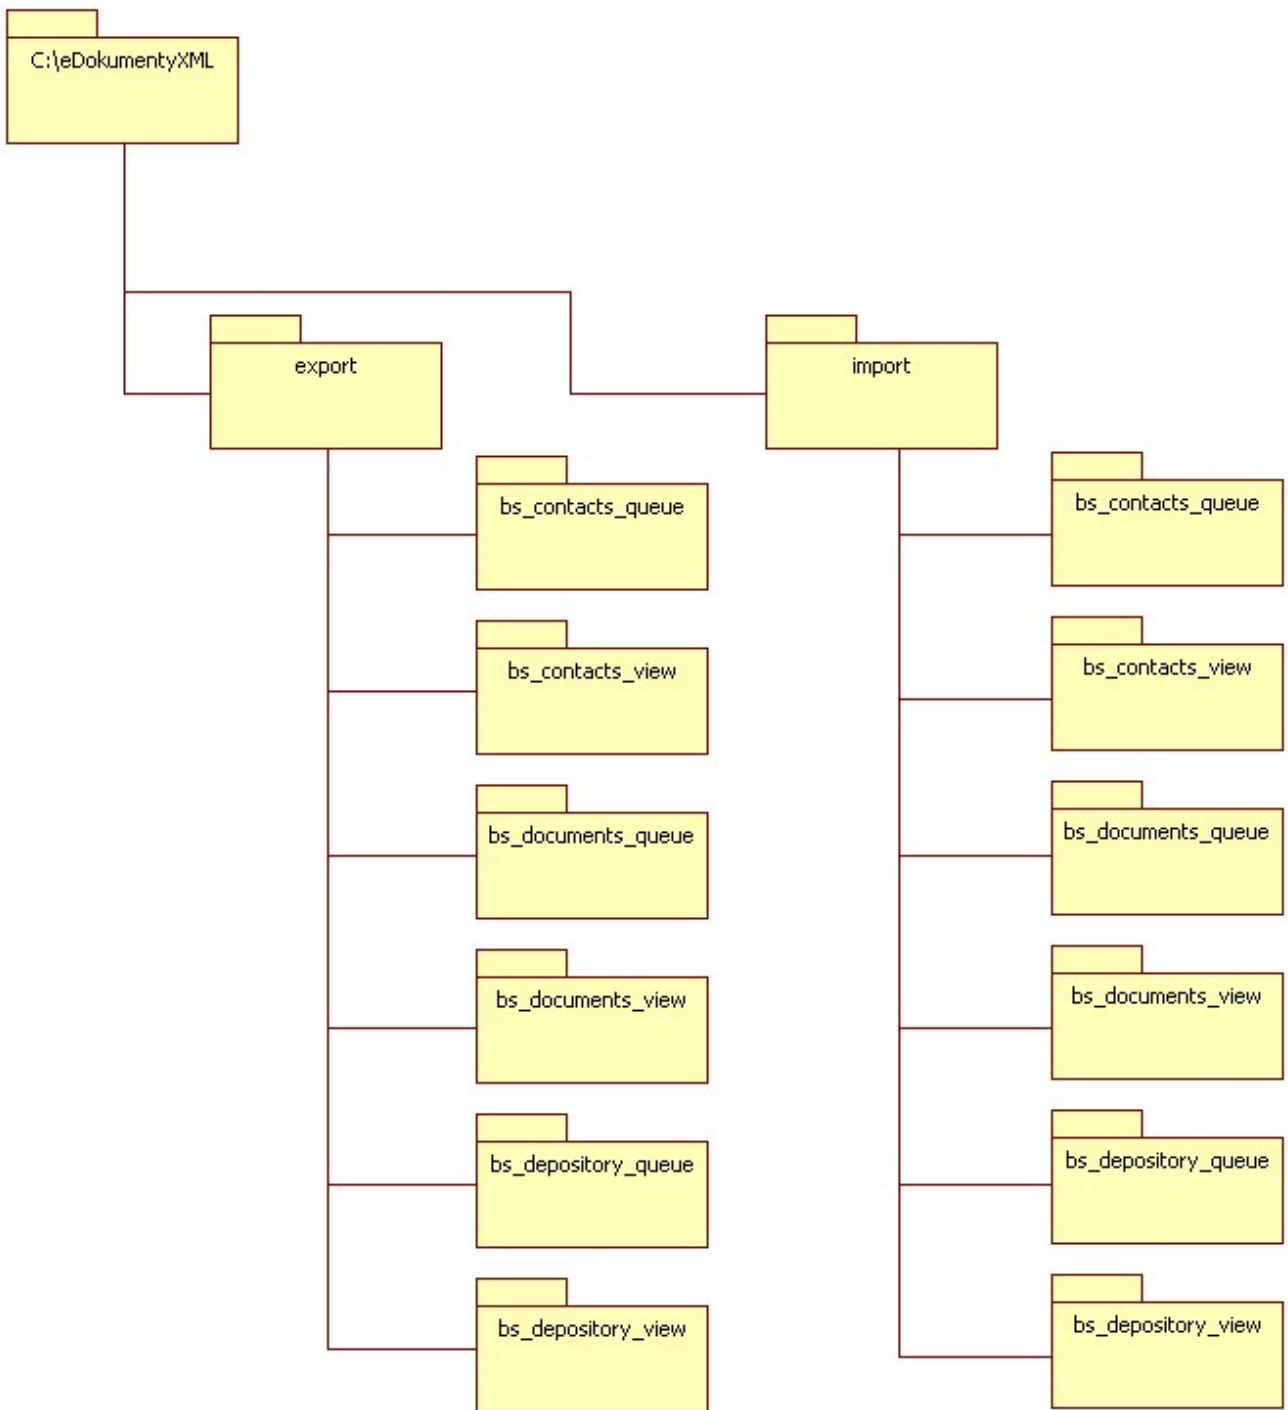 C:\eDokumentyXML
export
import
bs_contacts_queue
bs_contacts_view
bs_documents_queue
bs_documents_view
bs_depository_queue
bs_depository_view
bs_contacts_queue
bs_contacts_view
bs_documents_queue
bs_documents_view
bs_depository_queue
bs_depository_view